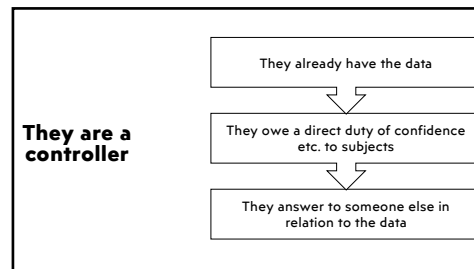 They are a
controller
They already have the data
They owe a direct duty of confidence
etc. to subjects
They answer to someone else in
relation to the data